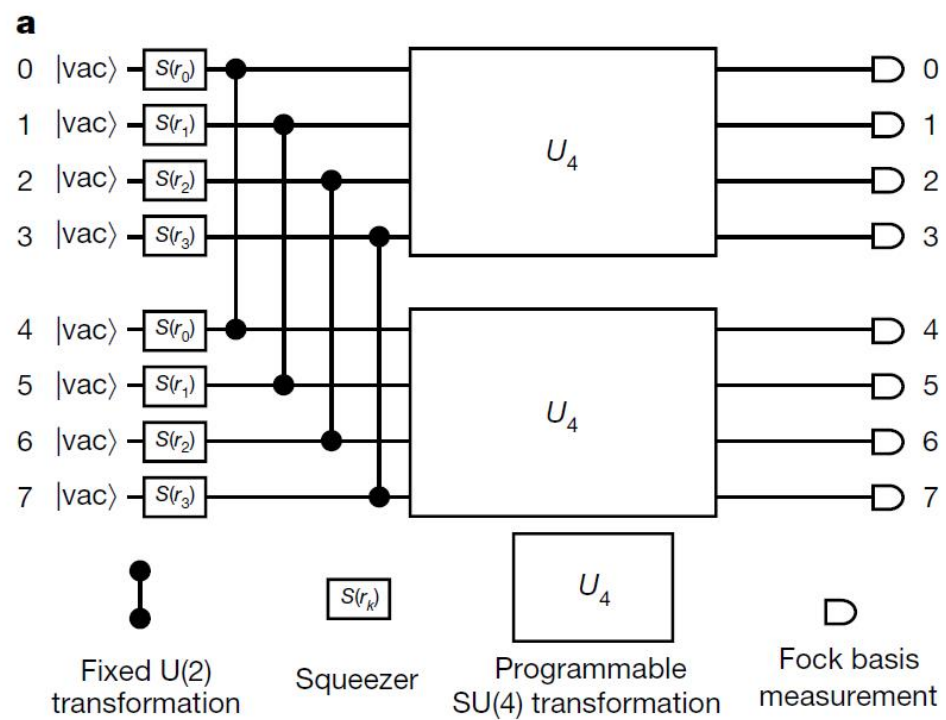 a
0 |vac⟩ S(r₀) 0
1 |vac⟩ S(r₁) 1
2 |vac⟩ S(r₂) U₄ 2
3 |vac⟩ S(r₃) 3
4 |vac⟩ S(r₀) 4
5 |vac⟩ S(r₁) 5
6 |vac⟩ S(r₂) U₄ 6
7 |vac⟩ S(r₃) 7
S(rₖ) U₄
Fixed U(2)
transformation
Squeezer
Programmable
SU(4) transformation
Fock basis
measurement